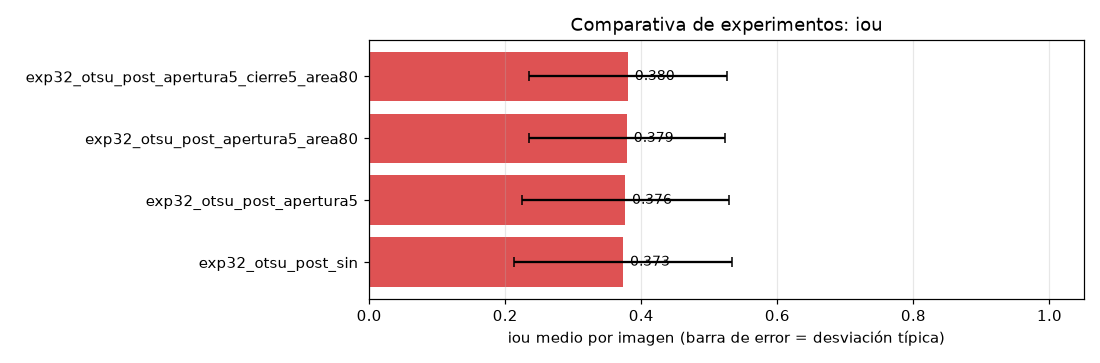 Comparativa de experimentos: iou
exp32_otsu_post_apertura5_cierre5_area80
0.380
exp32_otsu_post_apertura5_area80
0.379
exp32_otsu_post_apertura5
0.376
exp32_otsu_post_sin
0.373
0.0 0.2 0.4 0.6 0.8 1.0
iou medio por imagen (barra de error = desviación típica)